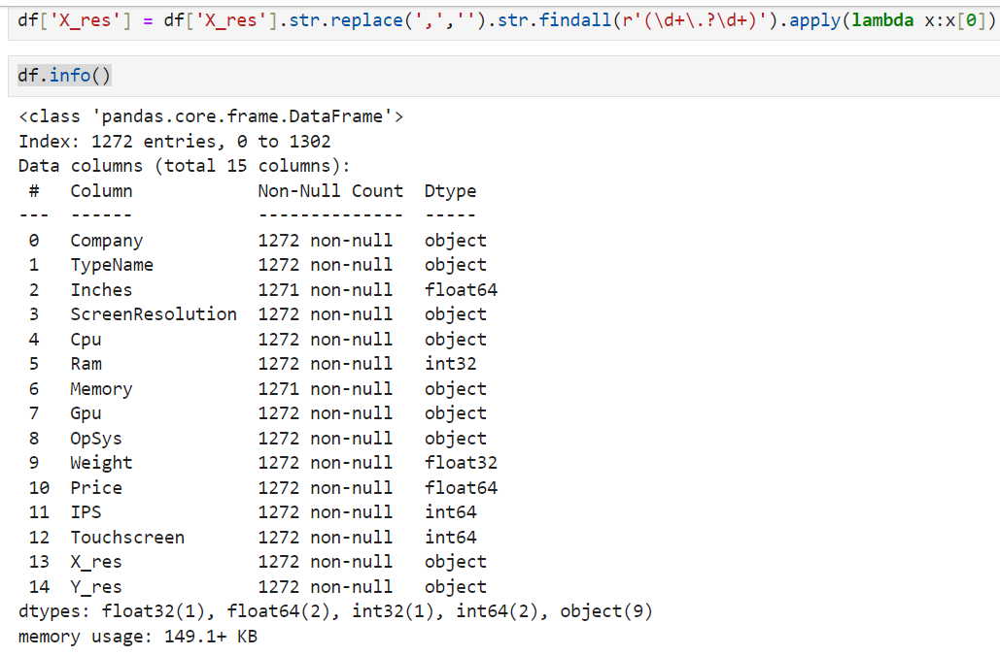 df['X_res'] = df['X_res'].str.replace(',','').str.findall(r'(\d+\.?\d+)').apply(lambda x:x[0])
df.info()
<class 'pandas.core.frame.DataFrame'>
Index: 1272 entries, 0 to 1302
Data columns (total 15 columns):
 #   Column            Non-Null Count  Dtype
---  ------            --------------  -----
 0   Company           1272 non-null   object
 1   TypeName          1272 non-null   object
 2   Inches            1271 non-null   float64
 3   ScreenResolution  1272 non-null   object
 4   Cpu               1272 non-null   object
 5   Ram               1272 non-null   int32
 6   Memory            1271 non-null   object
 7   Gpu               1272 non-null   object
 8   OpSys             1272 non-null   object
 9   Weight            1272 non-null   float32
 10  Price             1272 non-null   float64
 11  IPS               1272 non-null   int64
 12  Touchscreen       1272 non-null   int64
 13  X_res             1272 non-null   object
 14  Y_res             1272 non-null   object
dtypes: float32(1), float64(2), int32(1), int64(2), object(9)
memory usage: 149.1+ KB